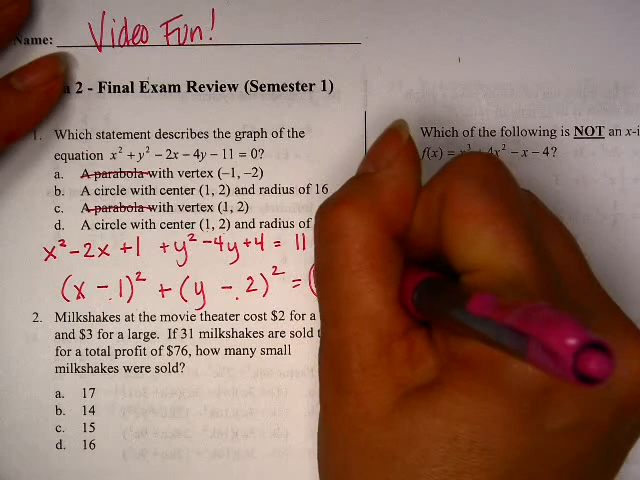 Name: Video Fun!
a 2 - Final Exam Review (Semester 1)
1. Which statement describes the graph of the
equation x² + y² − 2x − 4y − 11 = 0?
a. A parabola with vertex (−1, −2)
b. A circle with center (1, 2) and radius of 16
c. A parabola with vertex (1, 2)
d. A circle with center (1, 2) and radius of
x² - 2x + 1 + y² - 4y + 4 = 11
(x - 1)² + (y - 2)² = (
2. Milkshakes at the movie theater cost $2 for a
and $3 for a large. If 31 milkshakes are sold
for a total profit of $76, how many small
milkshakes were sold?
a. 17
b. 14
c. 15
d. 16
Which of the following is NOT an x-i
f(x) = x³ + 4x² − x − 4?